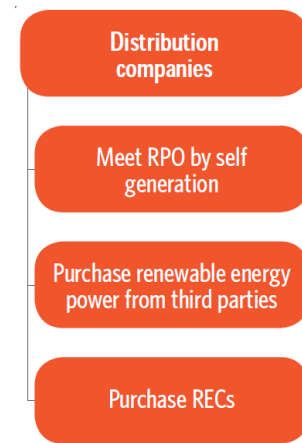 Distribution
companies
Meet RPO by self
generation
Purchase renewable energy
power from third parties
Purchase RECs